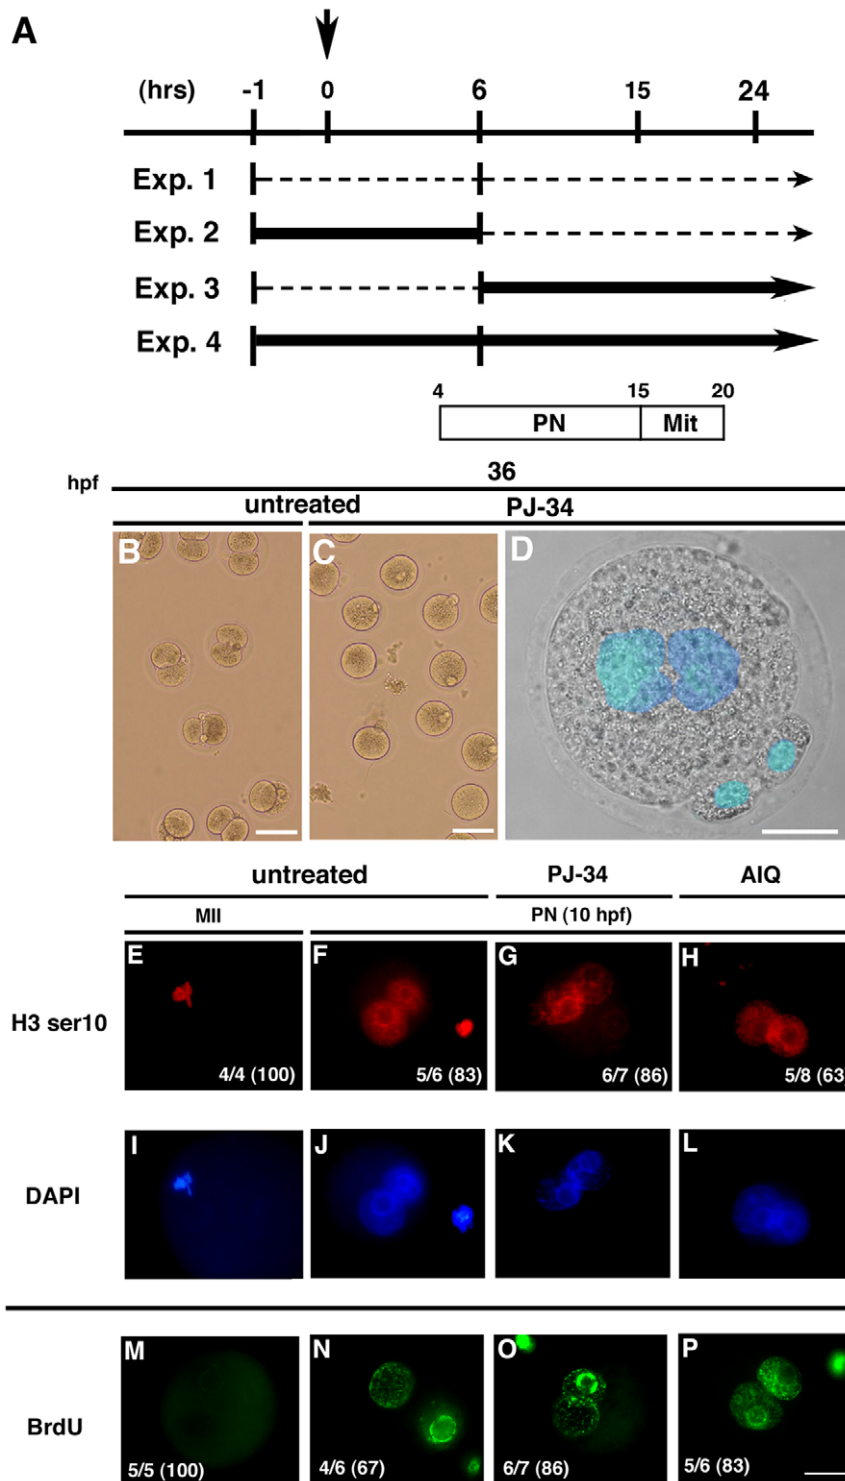 A
(hrs) -1 0 6 15 24
Exp. 1
Exp. 2
Exp. 3
Exp. 4
4 15 20
PN Mit
hpf 36
untreated PJ-34
B C D
untreated PJ-34 AIQ
MII PN (10 hpf)
E F G H
H3 ser10
4/4 (100) 5/6 (83) 6/7 (86) 5/8 (63
I J K L
DAPI
M N O P
BrdU
5/5 (100) 4/6 (67) 6/7 (86) 5/6 (83)